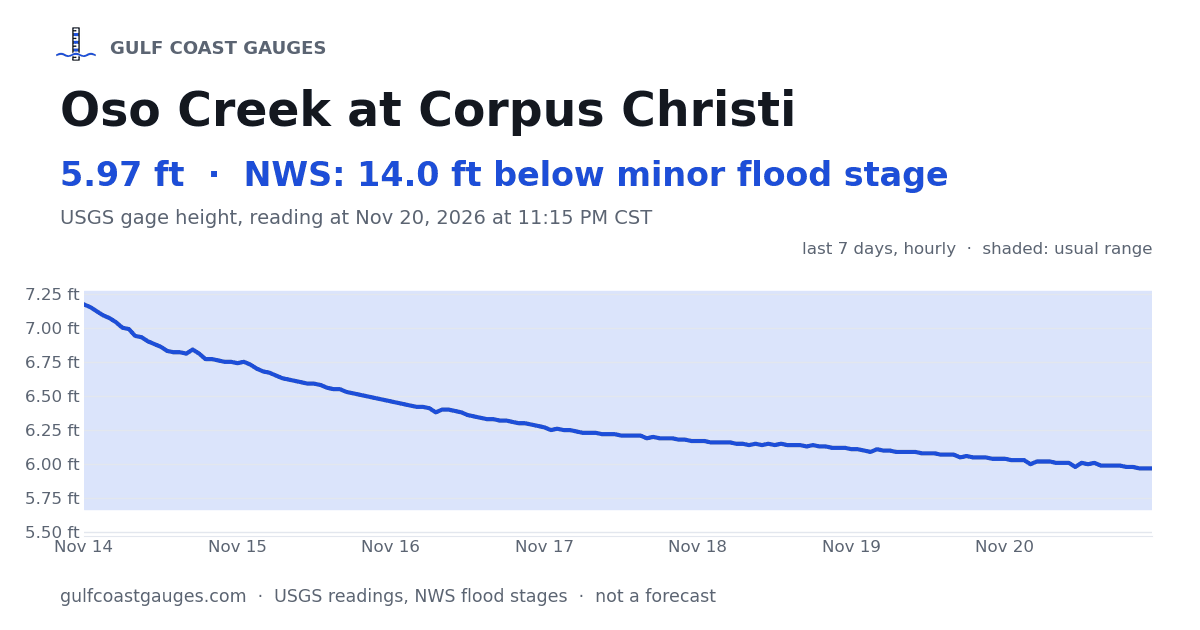 GULF COAST GAUGES
Oso Creek at Corpus Christi
5.97 ft · NWS: 14.0 ft below minor flood stage
USGS gage height, reading at Nov 20, 2026 at 11:15 PM CST
last 7 days, hourly · shaded: usual range
7.25 ft
7.00 ft
6.75 ft
6.50 ft
6.25 ft
6.00 ft
5.75 ft
5.50 ft
Nov 14 Nov 15 Nov 16 Nov 17 Nov 18 Nov 19 Nov 20
gulfcoastgauges.com · USGS readings, NWS flood stages · not a forecast